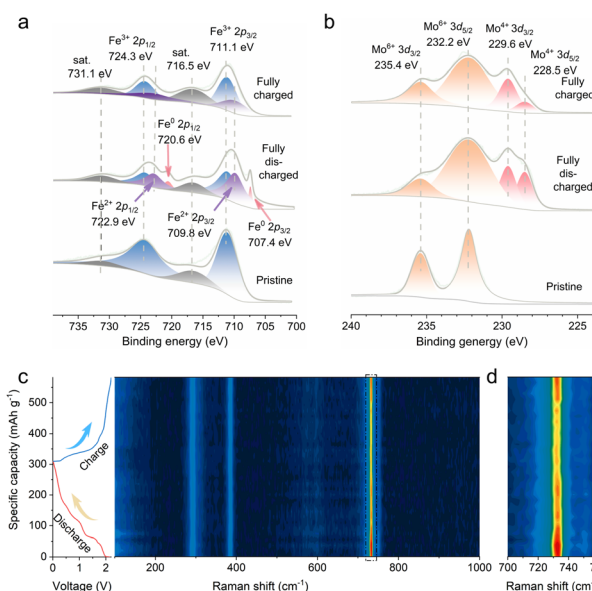 a
Fe³⁺ 2p₁/₂
724.3 eV
sat.
731.1 eV
sat.
716.5 eV
Fe³⁺ 2p₃/₂
711.1 eV
Fully
charged
Fe⁰ 2p₁/₂
720.6 eV
Fully
dis-
charged
Fe²⁺ 2p₁/₂
722.9 eV
Fe²⁺ 2p₃/₂
709.8 eV
Fe⁰ 2p₃/₂
707.4 eV
Pristine
735 730 725 720 715 710 705 700
Binding energy (eV)
b
Mo⁶⁺ 3d₃/₂
235.4 eV
Mo⁶⁺ 3d₅/₂
232.2 eV
Mo⁴⁺ 3d₃/₂
229.6 eV
Mo⁴⁺ 3d₅/₂
228.5 eV
Fully
charged
Fully
dis-
charged
Pristine
240 235 230 225
Binding genergy (eV)
c
Specific capacity (mAh g⁻¹)
500
400
300
200
100
0
Charge
Discharge
0 1 2
Voltage (V)
200 400 600 800 1000
Raman shift (cm⁻¹)
d
700 720 740 760
Raman shift (cm⁻¹)